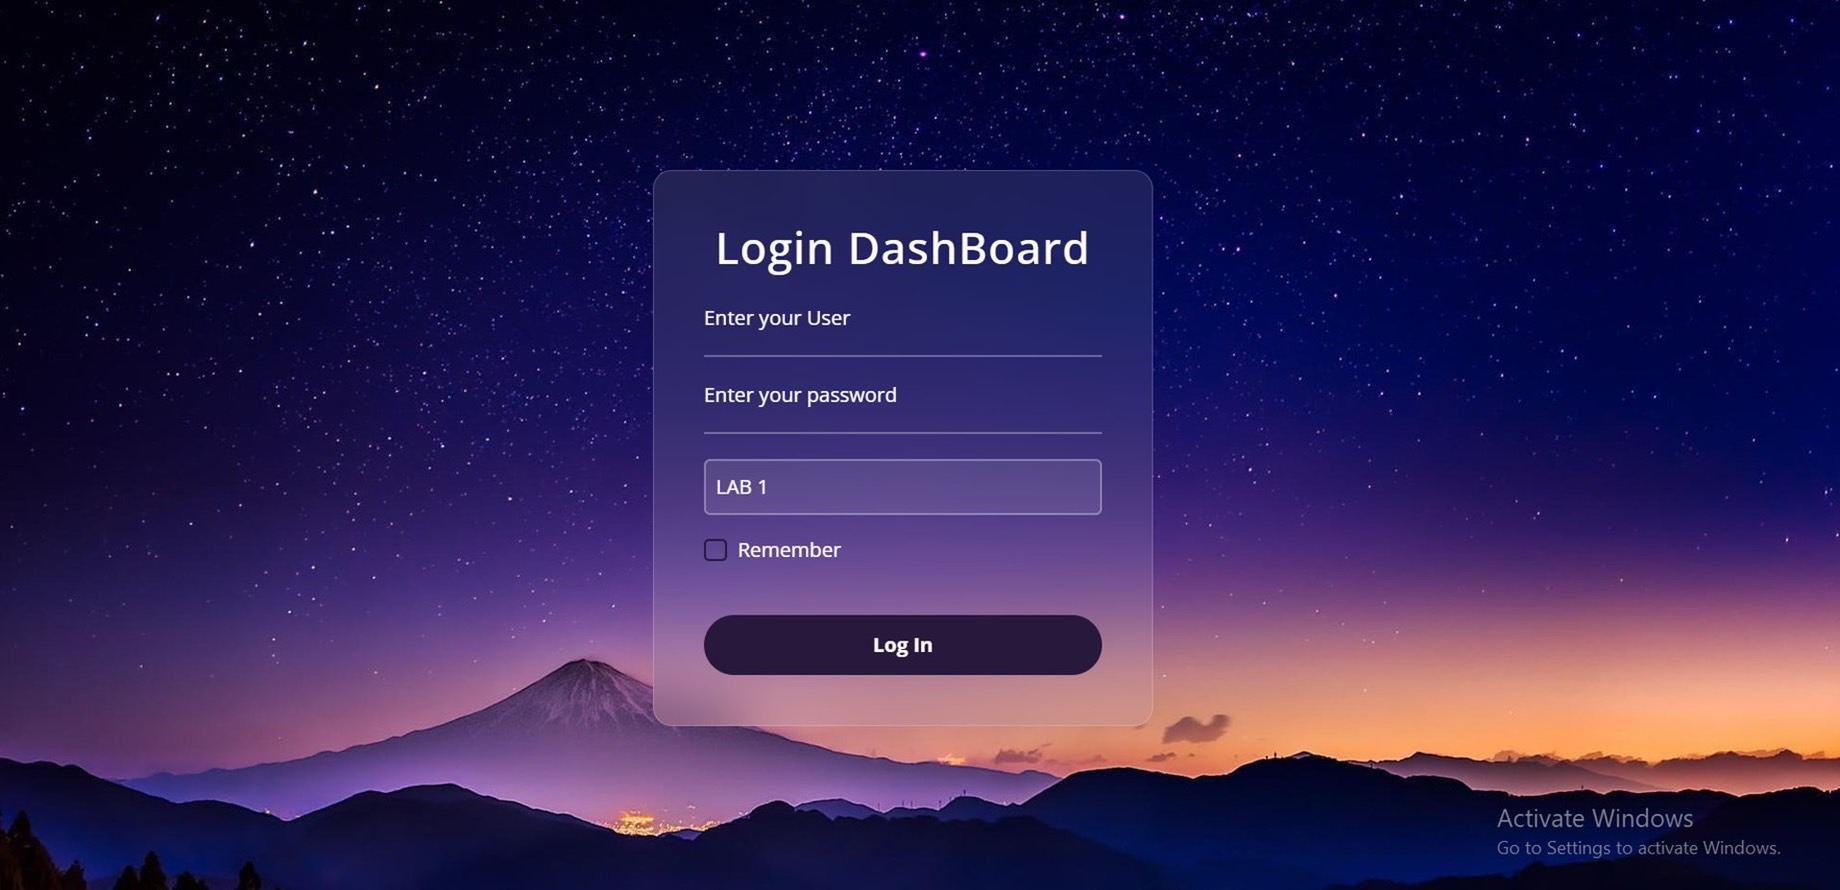 Login DashBoard
Enter your User
Enter your password
LAB 1
Remember
Log In
Activate Windows
Go to Settings to activate Windows.